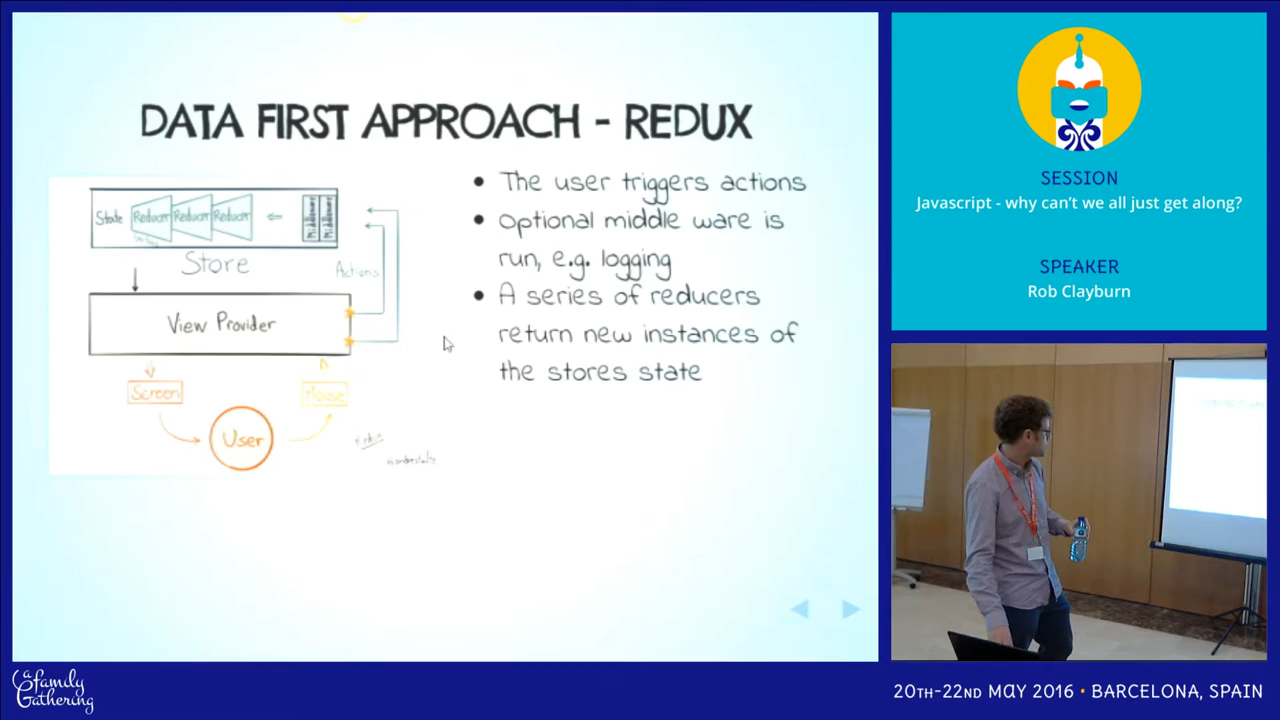 DATA FIRST APPROACH - REDUX
State
Reducer
Reducer
Reducer
Middleware
Middleware
Store
Actions
View Provider
Screen
Mouse
User
• The user triggers actions
• Optional middle ware is
run, e.g. logging
• A series of reducers
return new instances of
the stores state
SESSION
Javascript - why can't we all just get along?
SPEAKER
Rob Clayburn
a Family
Gathering
20TH-22ND MAY 2016 • BARCELONA, SPAIN